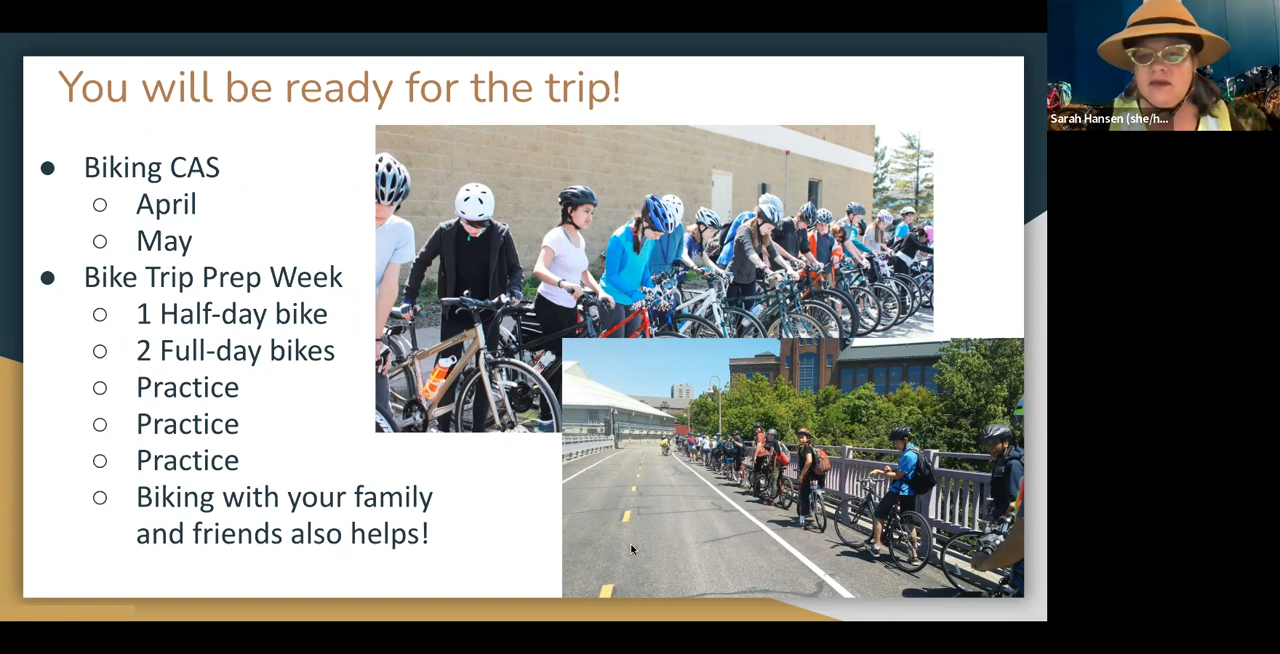 You will be ready for the trip!
● Biking CAS
○ April
○ May
● Bike Trip Prep Week
○ 1 Half-day bike
○ 2 Full-day bikes
○ Practice
○ Practice
○ Practice
○ Biking with your family
and friends also helps!
Sarah Hansen (she/h...